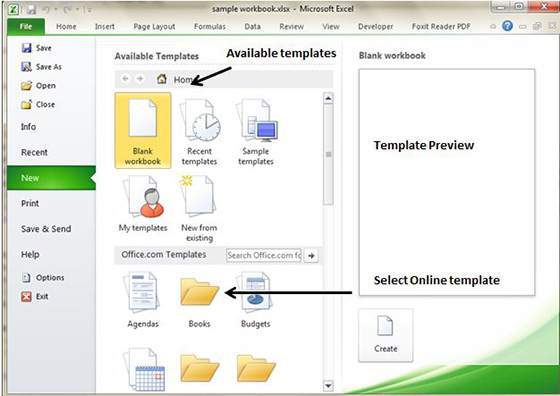 sample workbook.xlsx - Microsoft Excel
File Home Insert Page Layout Formulas Data Review View Developer Foxit Reader PDF
Save
Save As
Open
Close
Info
Recent
New
Print
Save & Send
Help
Options
Exit
Available Templates
Available templates
Home
Blank workbook
Recent templates
Sample templates
My templates
New from existing
Office.com Templates
Search Office.com fo
Agendas
Books
Budgets
Blank workbook
Template Preview
Select Online template
Create